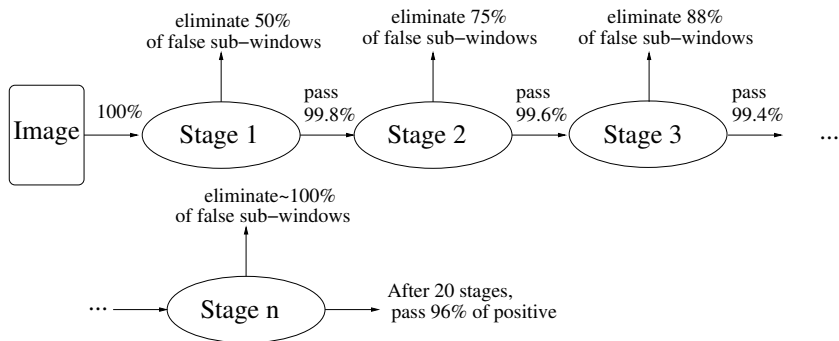 eliminate 50%
of false sub−windows
eliminate 75%
of false sub−windows
eliminate 88%
of false sub−windows
Image
100%
Stage 1
pass
99.8%
Stage 2
pass
99.6%
Stage 3
pass
99.4%
...
eliminate~100%
of false sub−windows
...
Stage n
After 20 stages,
pass 96% of positive